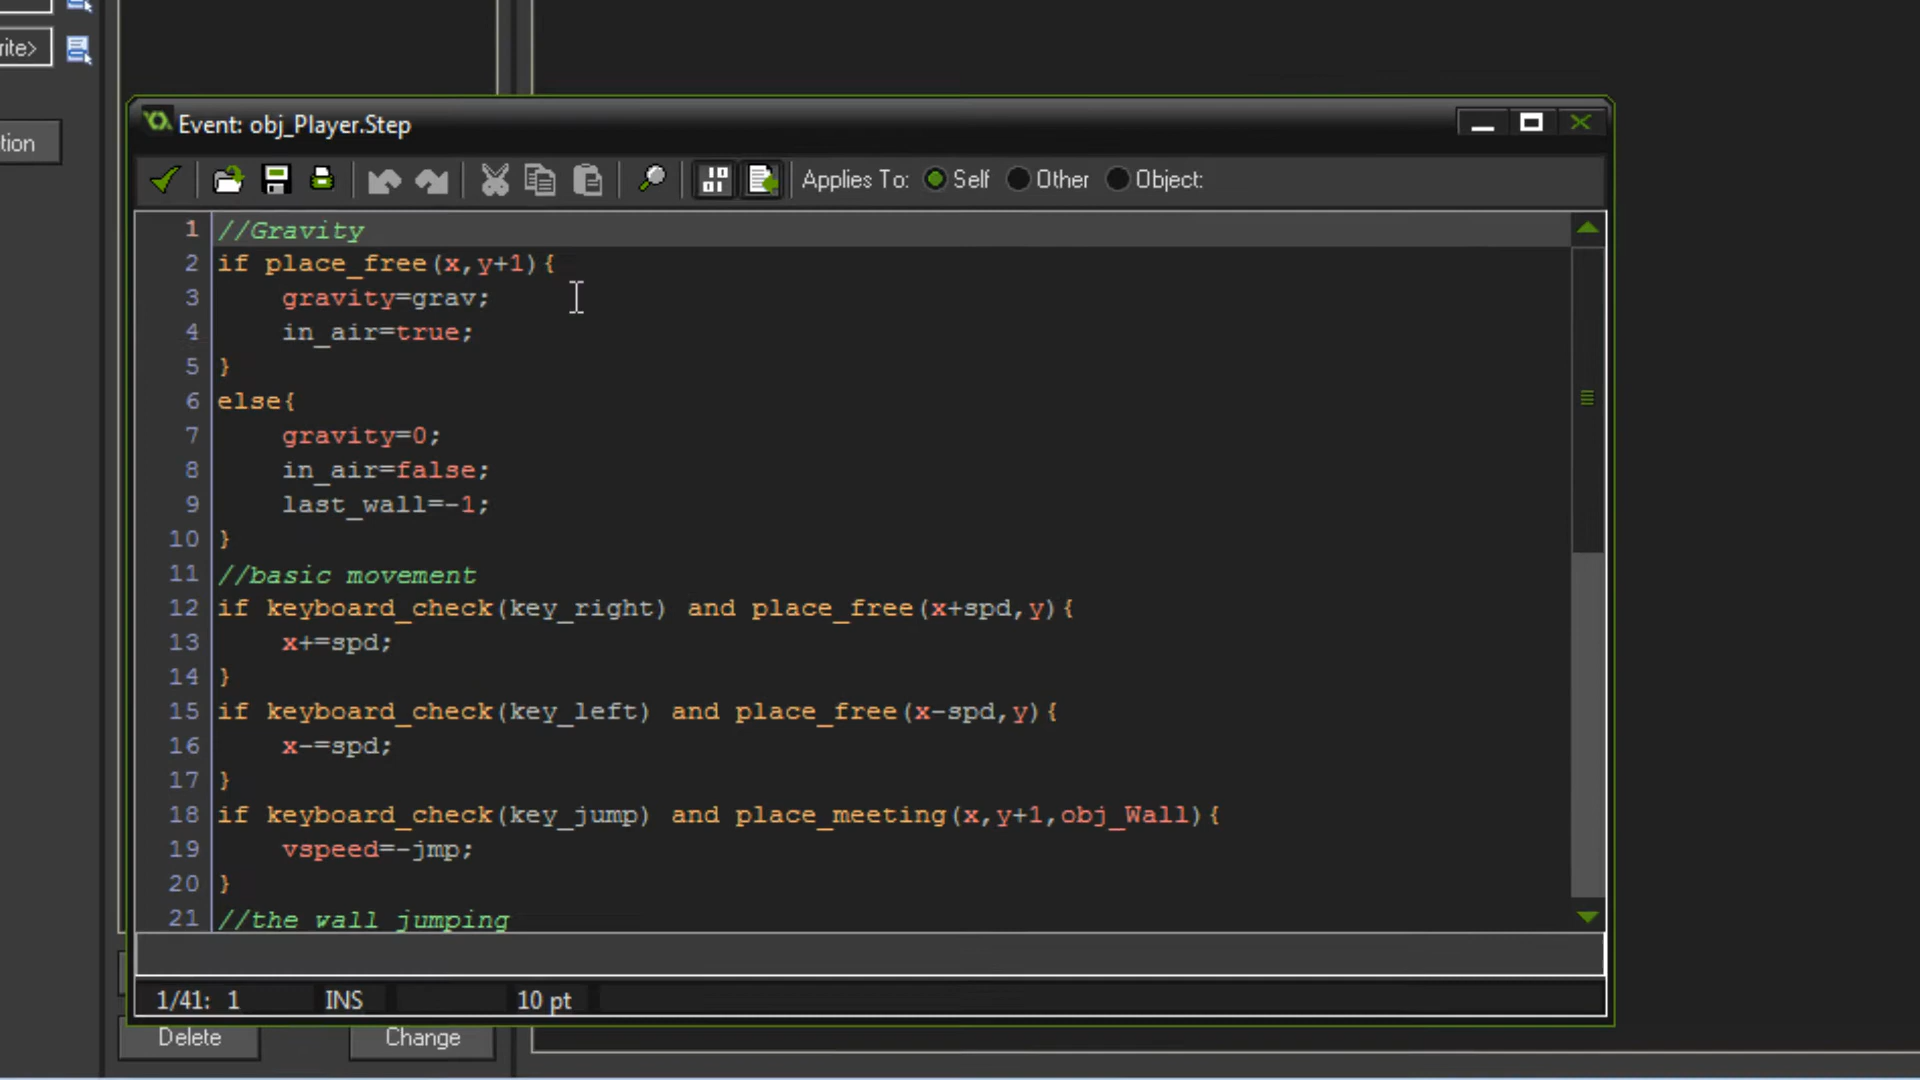 rite>
tion
Event: obj_Player.Step
Applies To: Self Other Object:
1 //Gravity
2 if place_free(x,y+1){
3 gravity=grav;
4 in_air=true;
5 }
6 else{
7 gravity=0;
8 in_air=false;
9 last_wall=-1;
10 }
11 //basic movement
12 if keyboard_check(key_right) and place_free(x+spd,y){
13 x+=spd;
14 }
15 if keyboard_check(key_left) and place_free(x-spd,y){
16 x-=spd;
17 }
18 if keyboard_check(key_jump) and place_meeting(x,y+1,obj_Wall){
19 vspeed=-jmp;
20 }
21 //the wall jumping
1/41: 1 INS 10 pt
Delete Change